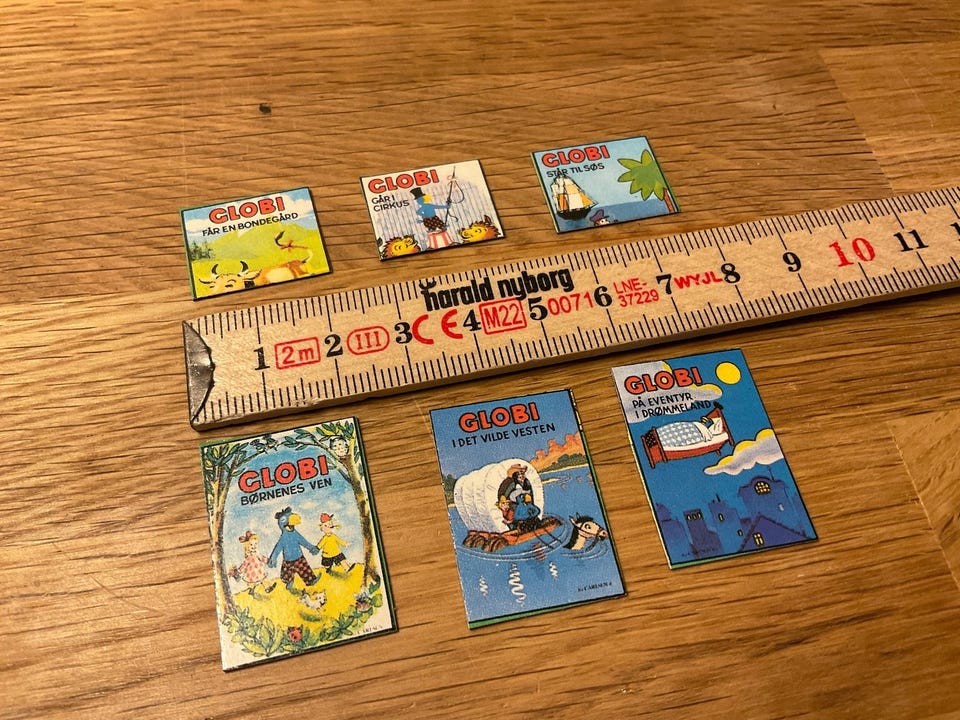 GLOBI
FÅR EN BONDEGÅRD
GLOBI
GÅR I
CIRKUS
GLOBI
STÅR TIL SØS
harald nyborg
1 2m 2 III 3 CE 4 M22 5 0071 6 LNE-
37229 7 WYJL 8 9 10 11
GLOBI
BØRNENES VEN
GLOBI
I DET VILDE VESTEN
GLOBI
PÅ EVENTYR
I DRØMMELAND
CARLSEN
CARLSEN